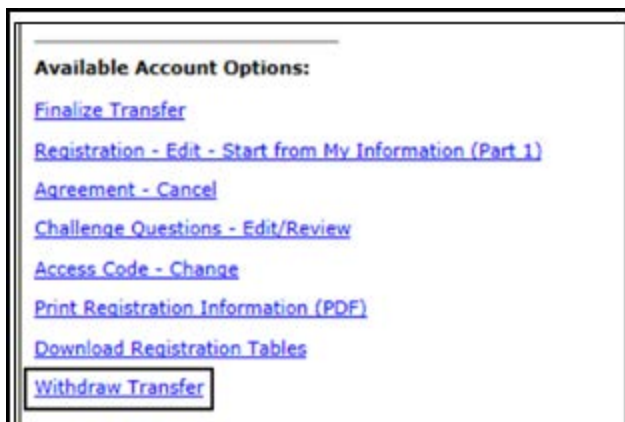 Available Account Options:
Finalize Transfer
Registration - Edit - Start from My Information (Part 1)
Agreement - Cancel
Challenge Questions - Edit/Review
Access Code - Change
Print Registration Information (PDF)
Download Registration Tables
Withdraw Transfer